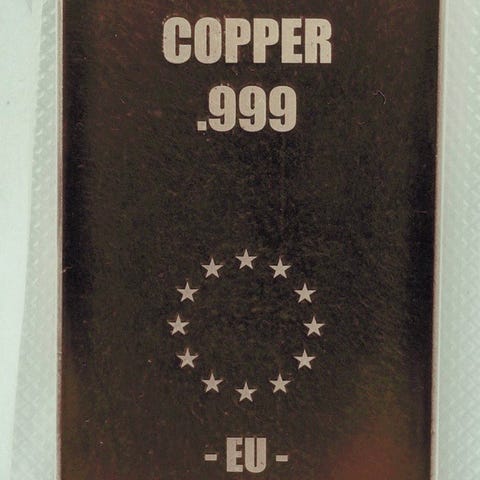 COPPER
.999
- EU -